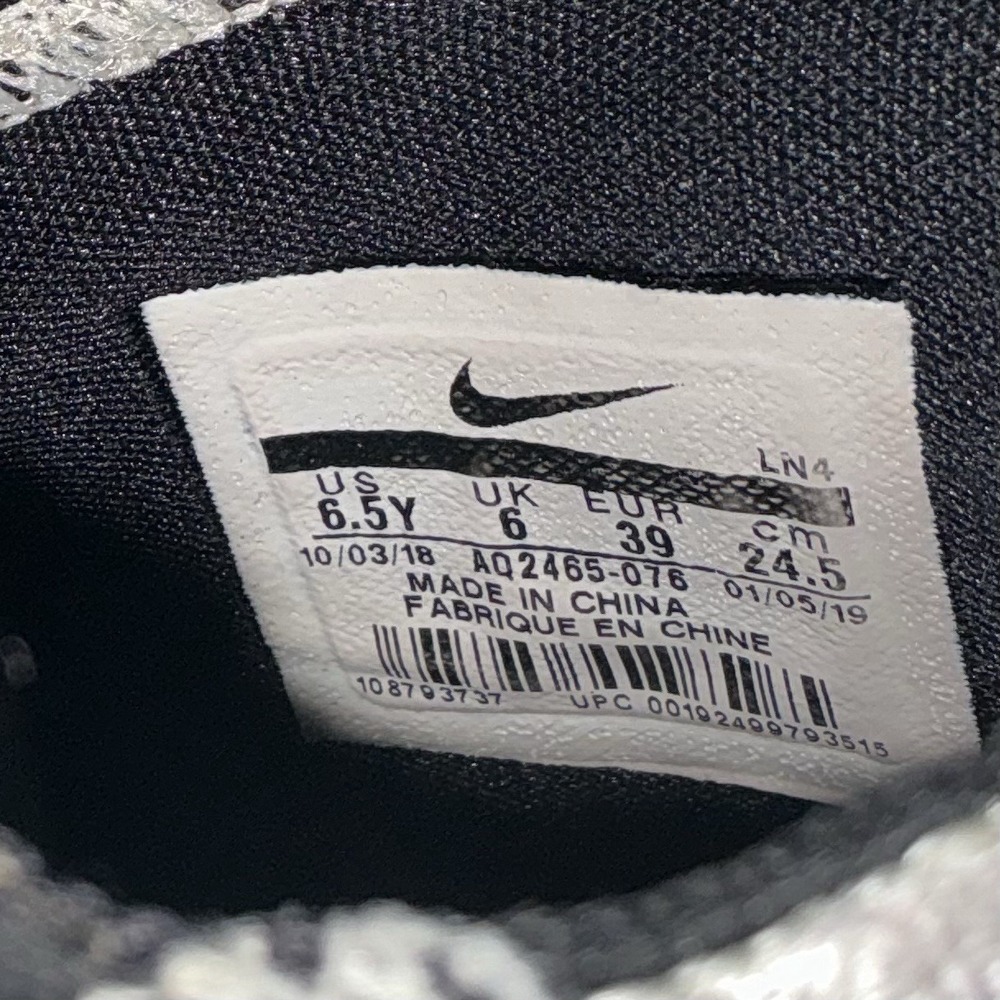 LN4
US UK EUR cm
6.5Y 6 39 24.5
10/03/18 AQ2465-076 01/05/19
MADE IN CHINA
FABRIQUE EN CHINE
108793737 UPC 00192499793515